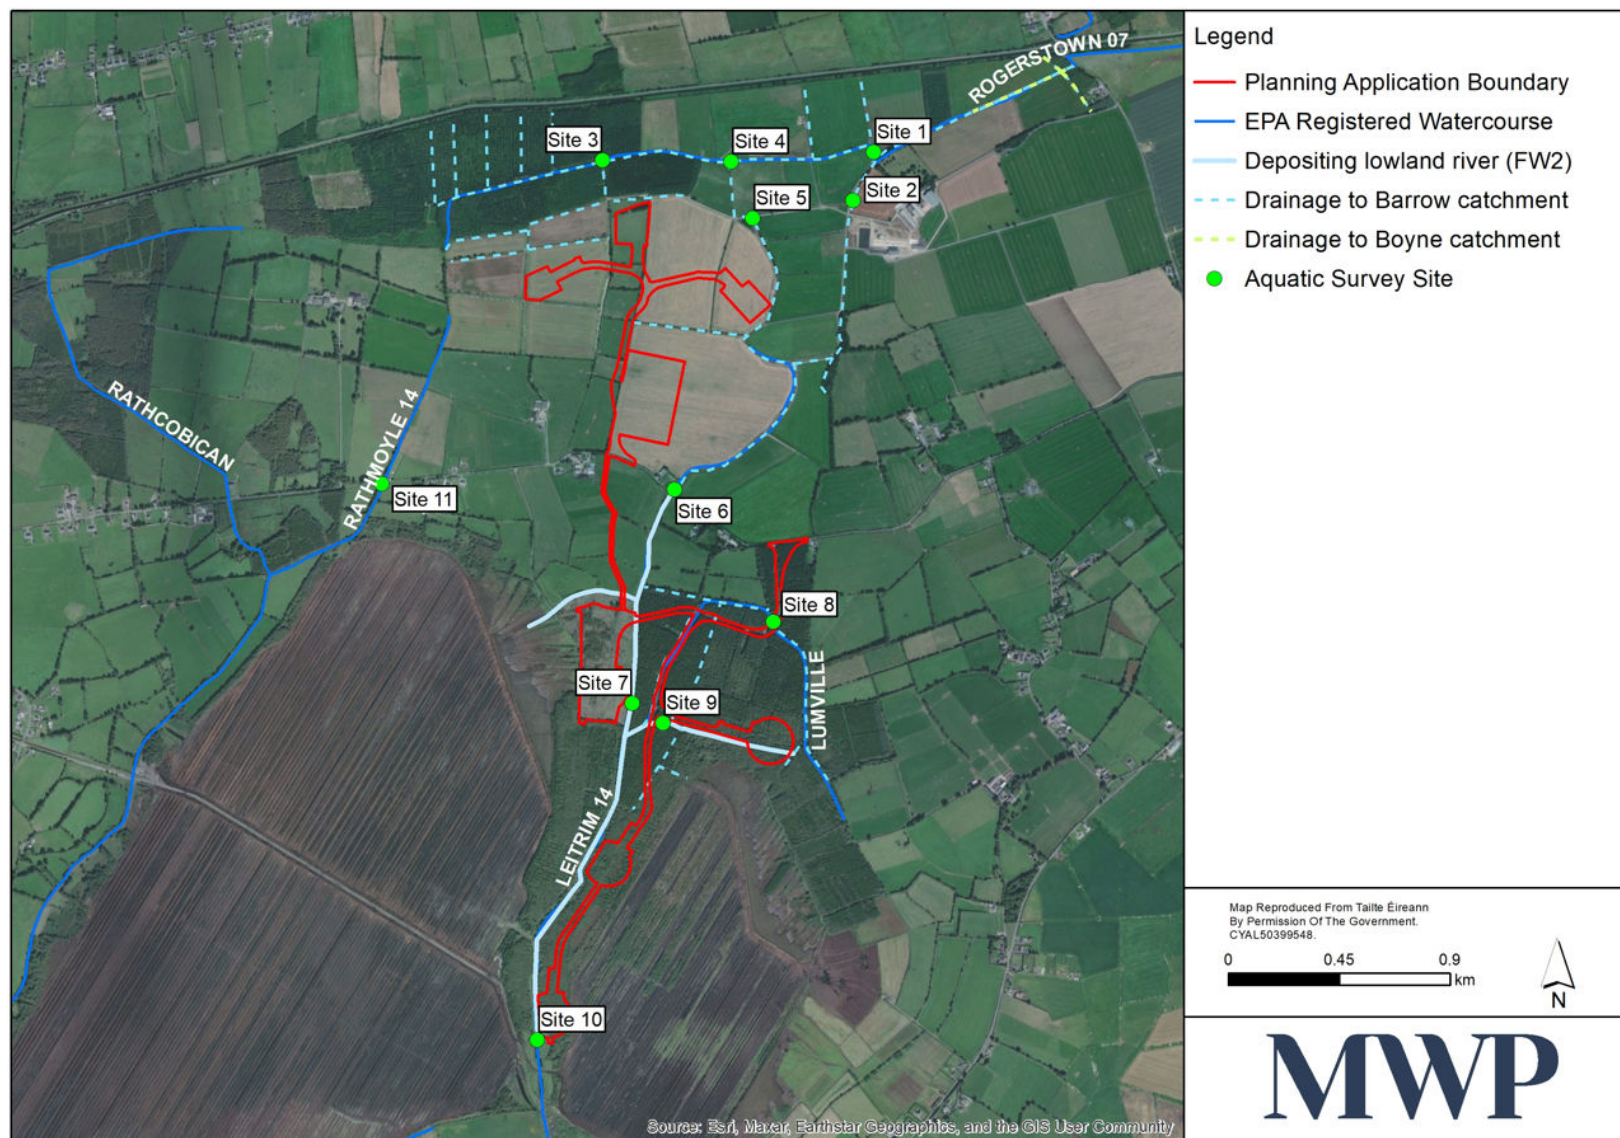 Legend
Planning Application Boundary
EPA Registered Watercourse
Depositing lowland river (FW2)
Drainage to Barrow catchment
Drainage to Boyne catchment
Aquatic Survey Site
ROGERSTOWN 07
Site 1
Site 3
Site 4
Site 2
Site 5
RATHCOBICAN
RATHMOYLE 14
Site 11
Site 6
Site 8
Site 7
Site 9
LUMVILLE
LEITRIM 14
Site 10
Map Reproduced From Tailte Éireann
By Permission Of The Government.
CYAL50399548.
0 0.45 0.9
km
N
MWP
Source: Esri, Maxar, Earthstar Geographics, and the GIS User Community